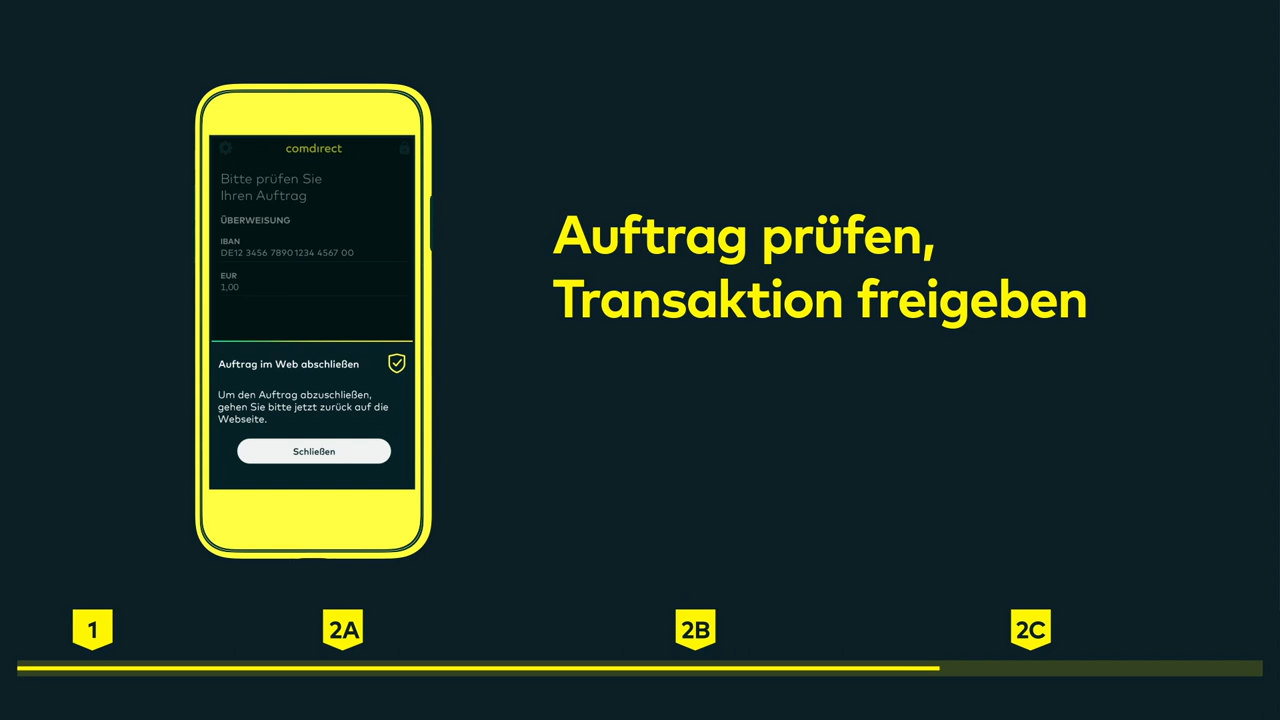 comdirect
Bitte prüfen Sie
Ihren Auftrag
ÜBERWEISUNG
IBAN
DE12 3456 7890 1234 4567 00
EUR
1,00
Auftrag im Web abschließen
Um den Auftrag abzuschließen,
gehen Sie bitte jetzt zurück auf die
Webseite.
Schließen
Auftrag prüfen,
Transaktion freigeben
1
2A
2B
2C